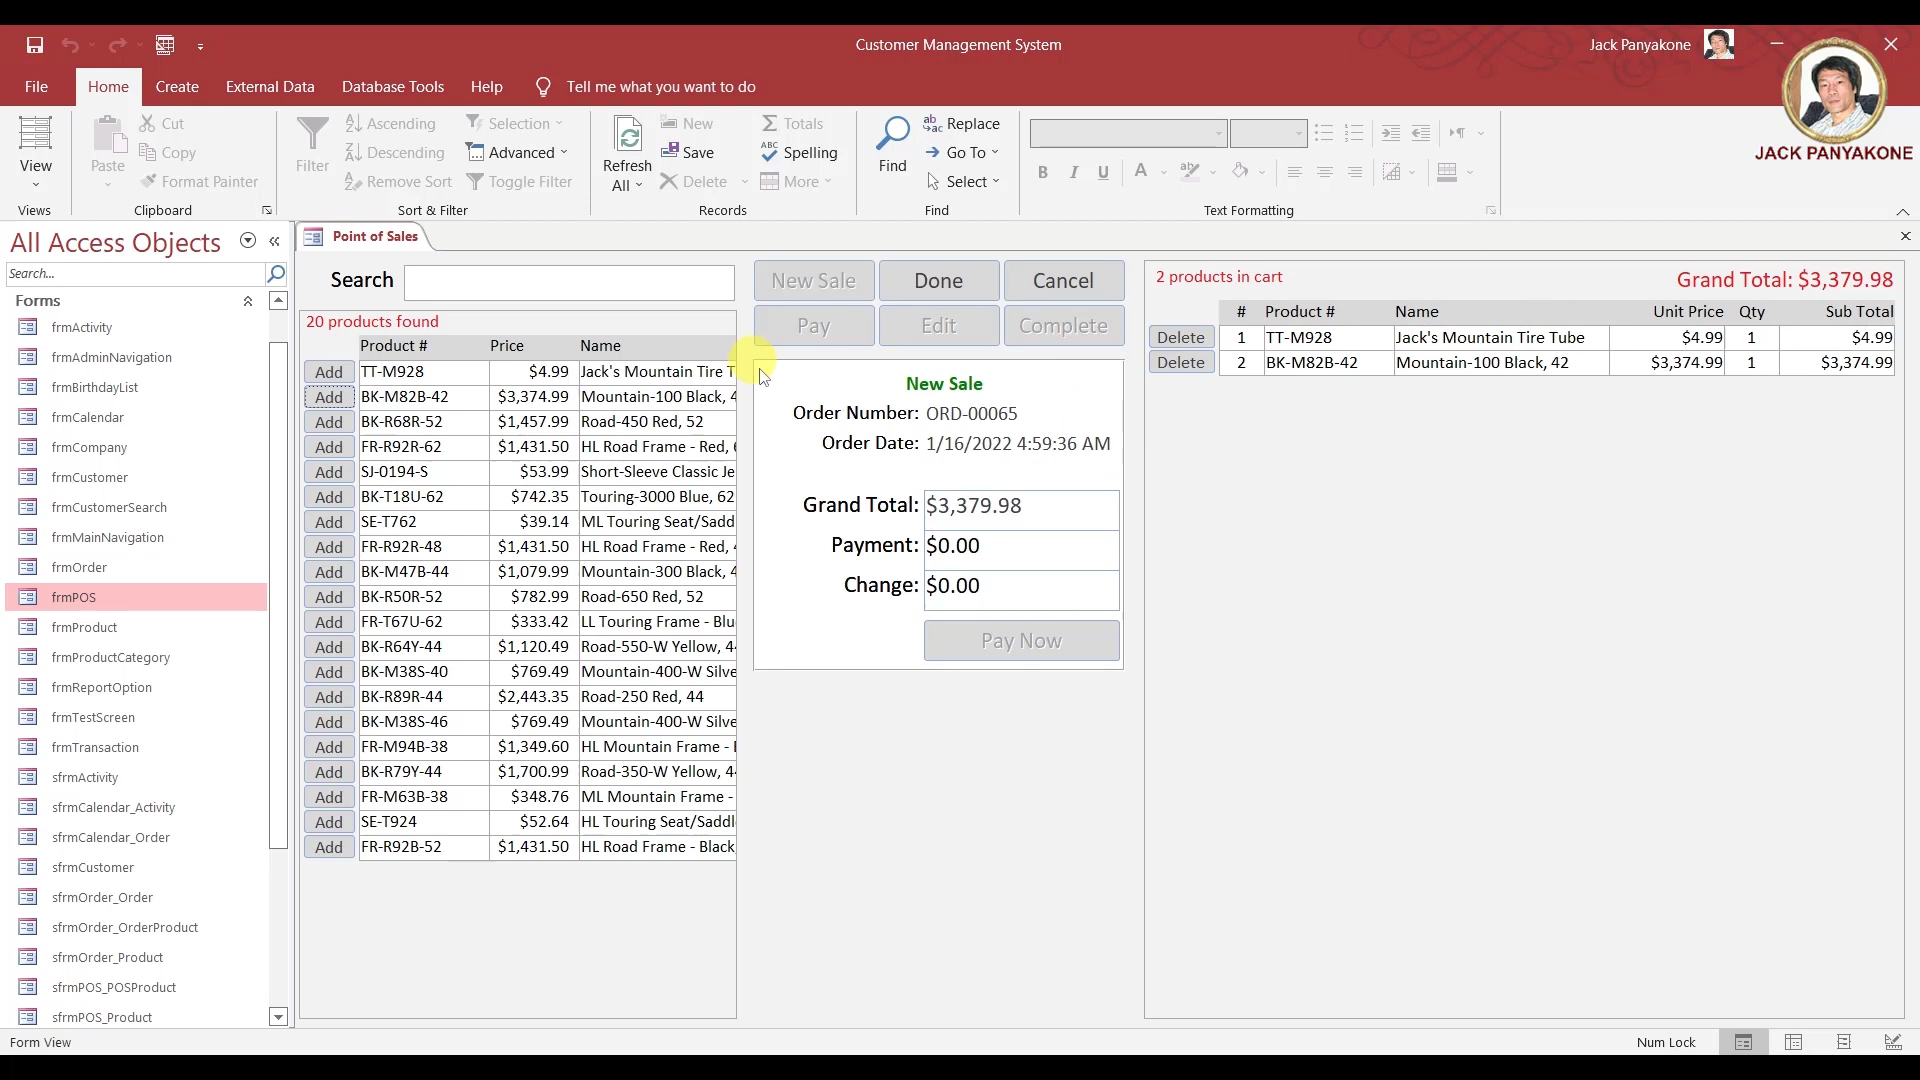 Customer Management System
Jack Panyakone
File Home Create External Data Database Tools Help Tell me what you want to do
JACK PANYAKONE
View
Views
Paste
Cut
Copy
Format Painter
Clipboard
Filter
Ascending
Descending
Remove Sort
Selection
Advanced
Toggle Filter
Sort & Filter
Refresh
All
New
Save
Delete
Totals
Spelling
More
Records
Find
Replace
Go To
Select
Find
B I U A
Text Formatting
All Access Objects
Search...
Forms
frmActivity
frmAdminNavigation
frmBirthdayList
frmCalendar
frmCompany
frmCustomer
frmCustomerSearch
frmMainNavigation
frmOrder
frmPOS
frmProduct
frmProductCategory
frmReportOption
frmTestScreen
frmTransaction
sfrmActivity
sfrmCalendar_Activity
sfrmCalendar_Order
sfrmCustomer
sfrmOrder_Order
sfrmOrder_OrderProduct
sfrmOrder_Product
sfrmPOS_POSProduct
sfrmPOS_Product
Point of Sales
Search
20 products found
Product # Price Name
Add TT-M928 $4.99 Jack's Mountain Tire T
Add BK-M82B-42 $3,374.99 Mountain-100 Black, 4
Add BK-R68R-52 $1,457.99 Road-450 Red, 52
Add FR-R92R-62 $1,431.50 HL Road Frame - Red, 6
Add SJ-0194-S $53.99 Short-Sleeve Classic Je
Add BK-T18U-62 $742.35 Touring-3000 Blue, 62
Add SE-T762 $39.14 ML Touring Seat/Sadd
Add FR-R92R-48 $1,431.50 HL Road Frame - Red, 4
Add BK-M47B-44 $1,079.99 Mountain-300 Black, 4
Add BK-R50R-52 $782.99 Road-650 Red, 52
Add FR-T67U-62 $333.42 LL Touring Frame - Blu
Add BK-R64Y-44 $1,120.49 Road-550-W Yellow, 44
Add BK-M38S-40 $769.49 Mountain-400-W Silve
Add BK-R89R-44 $2,443.35 Road-250 Red, 44
Add BK-M38S-46 $769.49 Mountain-400-W Silve
Add FR-M94B-38 $1,349.60 HL Mountain Frame -
Add BK-R79Y-44 $1,700.99 Road-350-W Yellow, 44
Add FR-M63B-38 $348.76 ML Mountain Frame -
Add SE-T924 $52.64 HL Touring Seat/Saddl
Add FR-R92B-52 $1,431.50 HL Road Frame - Black
New Sale Done Cancel
Pay Edit Complete
New Sale
Order Number: ORD-00065
Order Date: 1/16/2022 4:59:36 AM
Grand Total: $3,379.98
Payment: $0.00
Change: $0.00
Pay Now
2 products in cart Grand Total: $3,379.98
# Product # Name Unit Price Qty Sub Total
Delete 1 TT-M928 Jack's Mountain Tire Tube $4.99 1 $4.99
Delete 2 BK-M82B-42 Mountain-100 Black, 42 $3,374.99 1 $3,374.99
Form View Num Lock